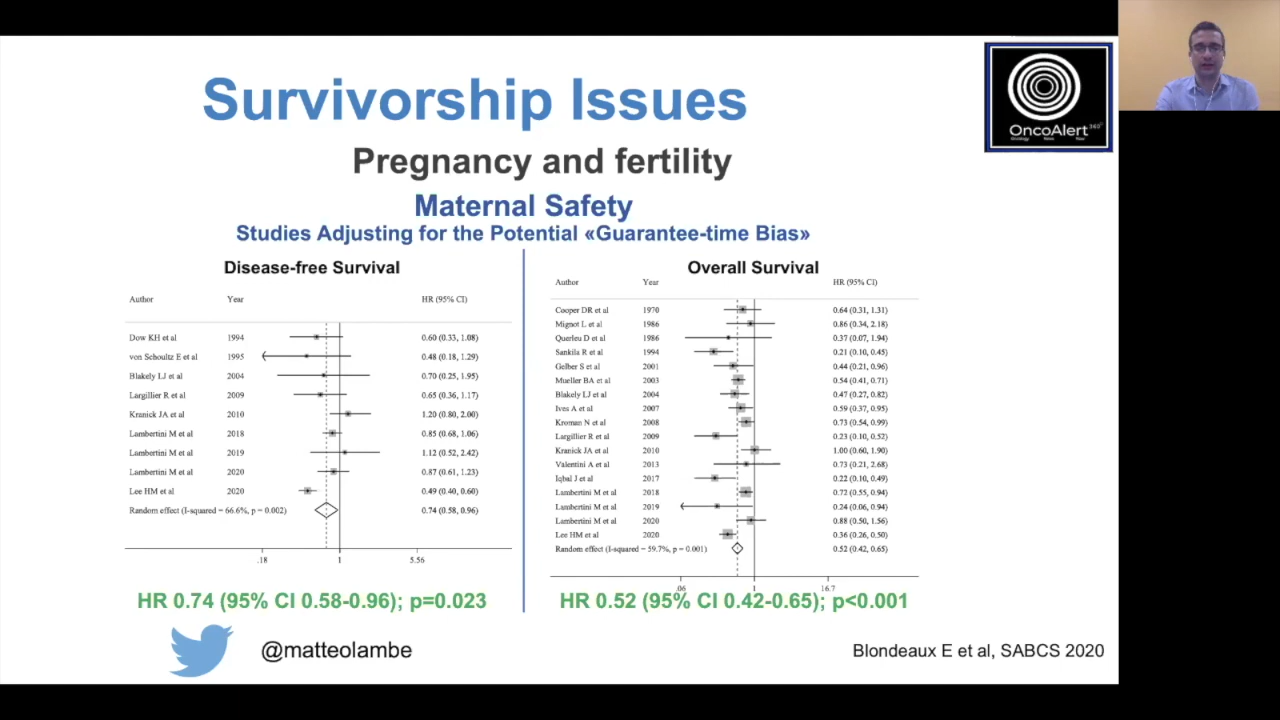 Survivorship Issues
Pregnancy and fertility
Maternal Safety
Studies Adjusting for the Potential «Guarantee-time Bias»
OncoAlert 360°
Disease-free Survival
Author Year HR (95% CI)
Dow KH et al 1994 0.60 (0.33, 1.08)
von Schoultz E et al 1995 0.48 (0.18, 1.29)
Blakely LJ et al 2004 0.70 (0.25, 1.95)
Largillier R et al 2009 0.65 (0.36, 1.17)
Kranick JA et al 2010 1.20 (0.80, 2.00)
Lambertini M et al 2018 0.85 (0.68, 1.06)
Lambertini M et al 2019 1.12 (0.52, 2.42)
Lambertini M et al 2020 0.87 (0.61, 1.23)
Lee HM et al 2020 0.49 (0.40, 0.60)
Random effect (I-squared = 66.6%, p = 0.002) 0.74 (0.58, 0.96)
.18 1 5.56
HR 0.74 (95% CI 0.58-0.96); p=0.023
Overall Survival
Author Year HR (95% CI)
Cooper DR et al 1970 0.64 (0.31, 1.31)
Mignot L et al 1986 0.86 (0.34, 2.18)
Querleu D et al 1986 0.37 (0.07, 1.94)
Sankila R et al 1994 0.21 (0.10, 0.45)
Gelber S et al 2001 0.44 (0.21, 0.96)
Mueller BA et al 2003 0.54 (0.41, 0.71)
Blakely LJ et al 2004 0.47 (0.27, 0.82)
Ives A et al 2007 0.59 (0.37, 0.95)
Kroman N et al 2008 0.73 (0.54, 0.99)
Largillier R et al 2009 0.23 (0.10, 0.52)
Kranick JA et al 2010 1.00 (0.60, 1.90)
Valentini A et al 2013 0.73 (0.21, 2.68)
Iqbal J et al 2017 0.22 (0.10, 0.49)
Lambertini M et al 2018 0.72 (0.55, 0.94)
Lambertini M et al 2019 0.24 (0.06, 0.94)
Lambertini M et al 2020 0.88 (0.50, 1.56)
Lee HM et al 2020 0.36 (0.26, 0.50)
Random effect (I-squared = 59.7%, p = 0.001) 0.52 (0.42, 0.65)
.06 1 16.7
HR 0.52 (95% CI 0.42-0.65); p<0.001
@matteolambe
Blondeaux E et al, SABCS 2020